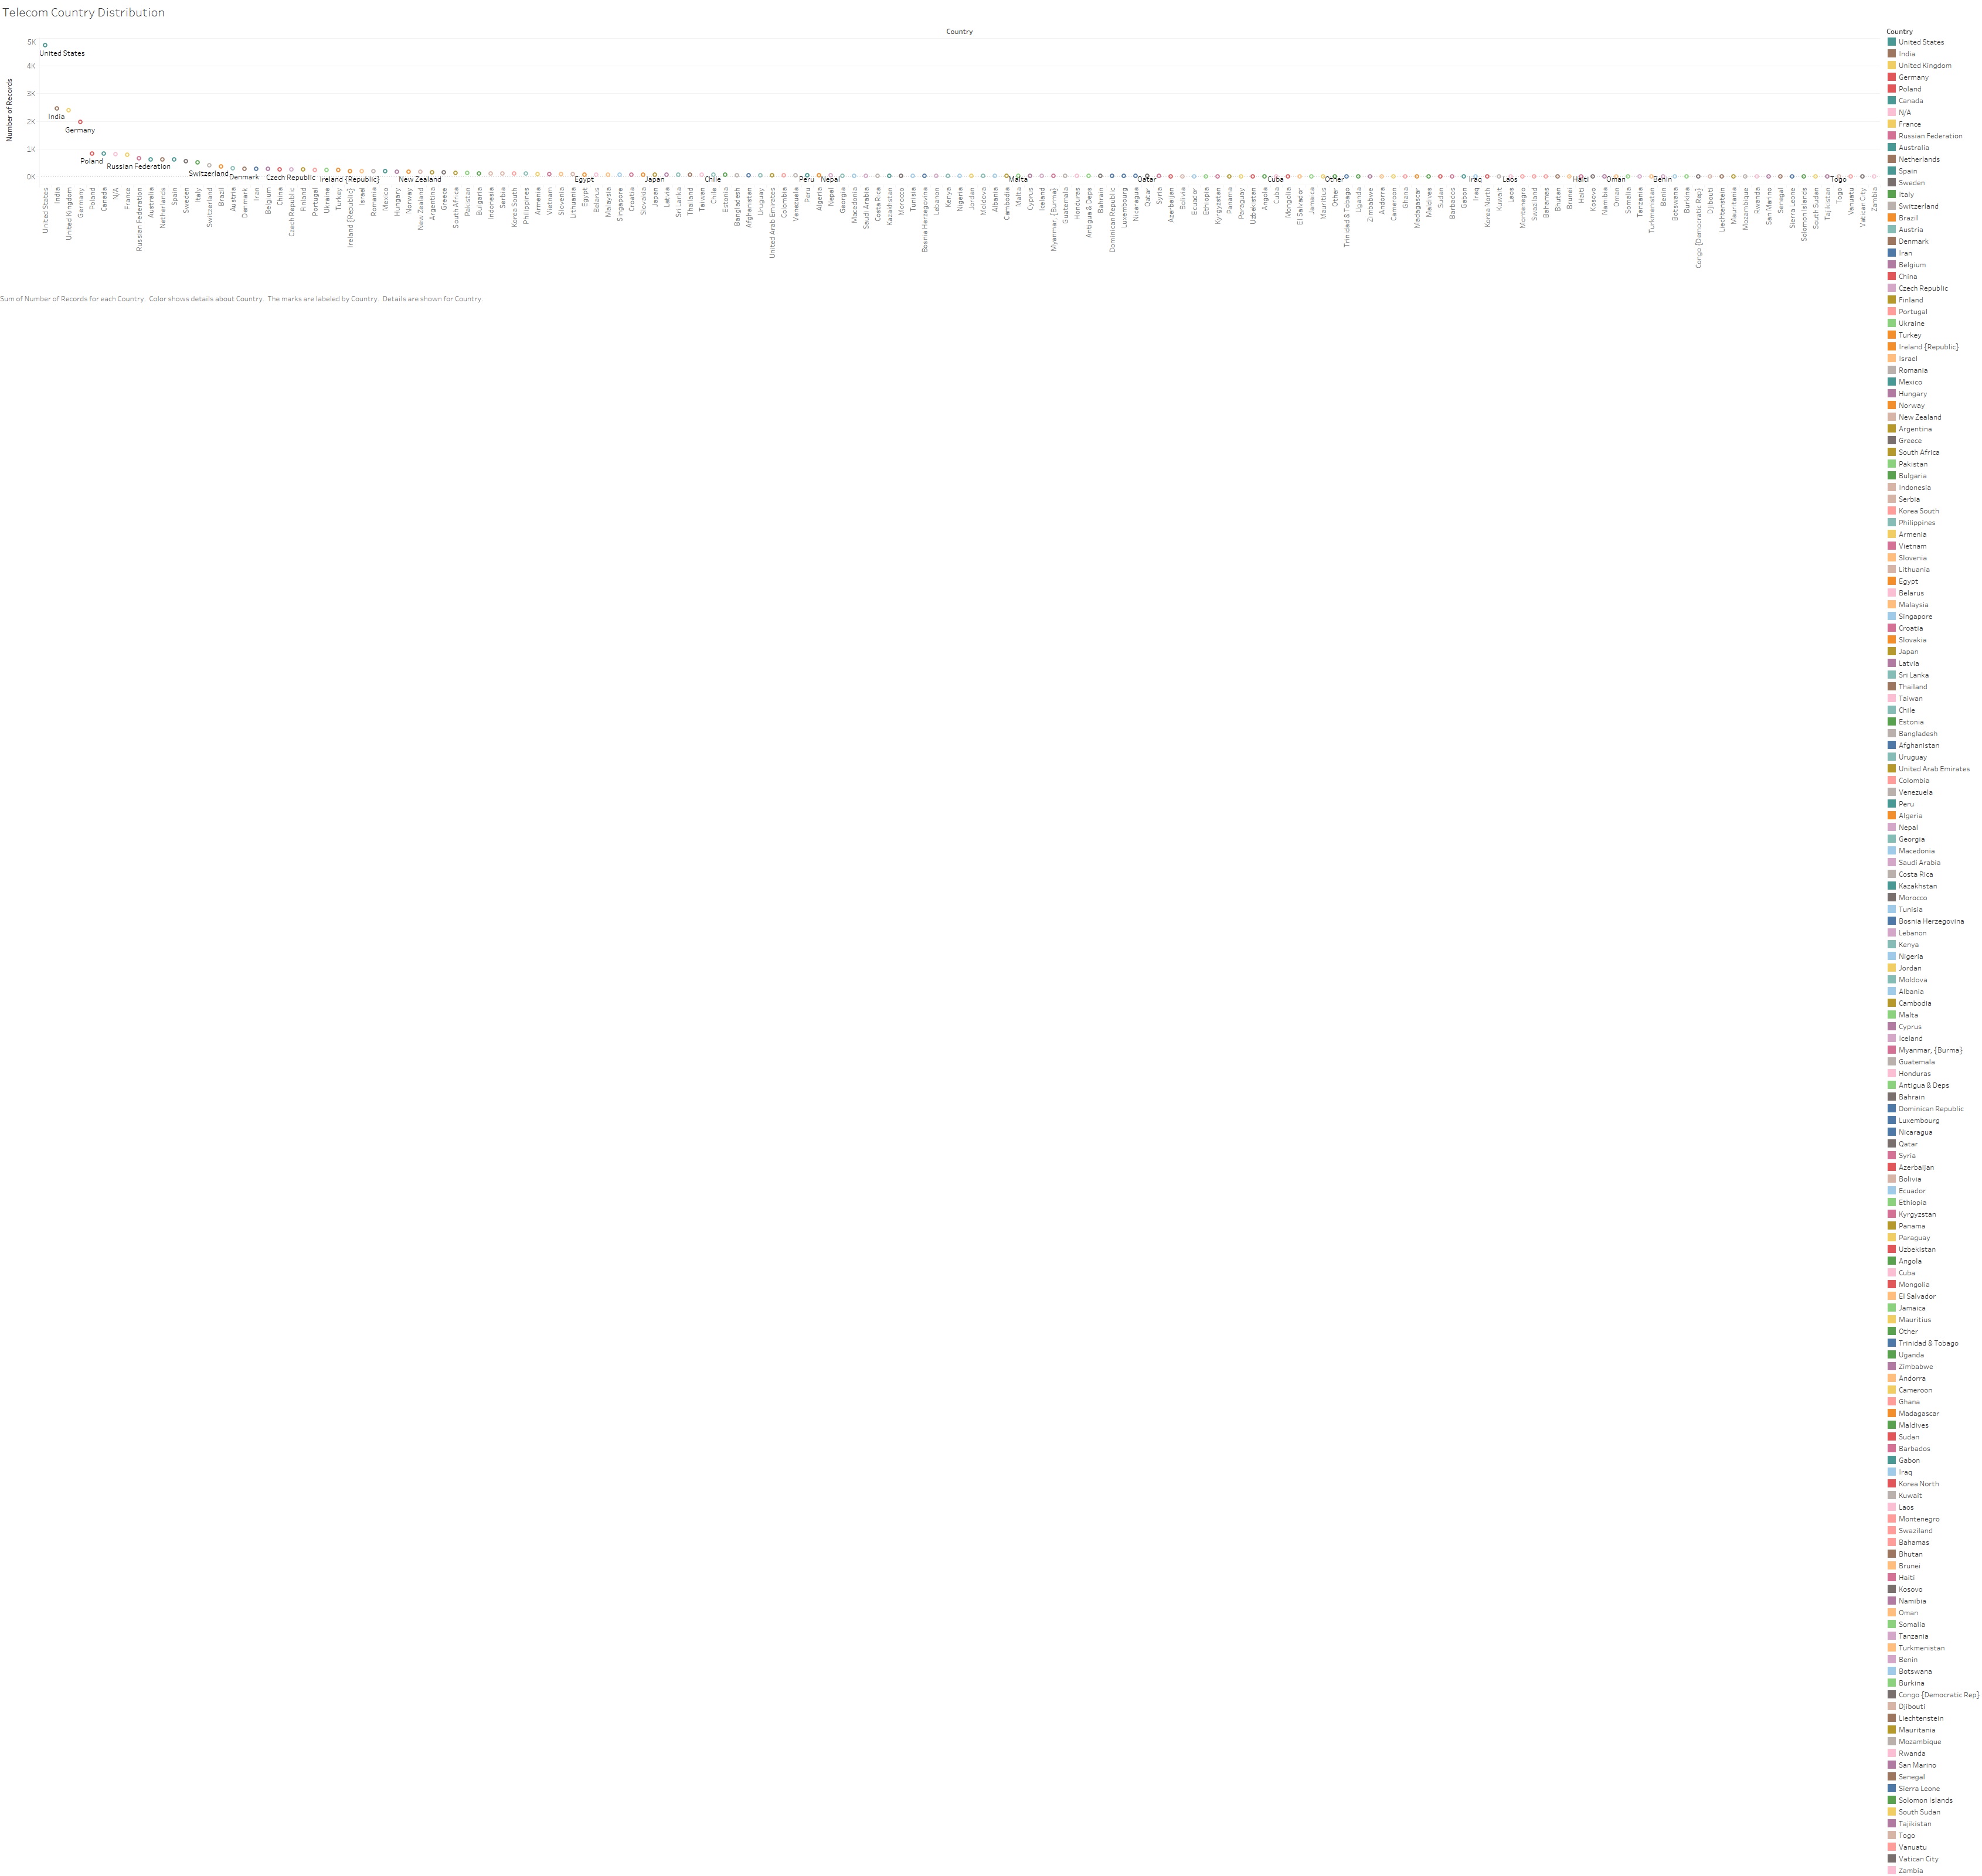 Telecom Country Distribution
Country
5K
4K
3K
2K
1K
0K
Number of Records
United States
India
Germany
Poland
Russian Federation
Switzerland
Denmark
Czech Republic
Ireland {Republic}
New Zealand
Egypt
Japan
Chile
Peru
Nepal
Malta
Qatar
Cuba
Other
Laos
Haiti
Oman
Benin
Togo
United States
India
United Kingdom
Germany
Poland
Canada
N/A
France
Russian Federation
Australia
Netherlands
Spain
Sweden
Italy
Switzerland
Brazil
Austria
Denmark
Iran
Belgium
China
Czech Republic
Finland
Portugal
Ukraine
Turkey
Ireland {Republic}
Israel
Romania
Mexico
Hungary
Norway
New Zealand
Argentina
Greece
South Africa
Pakistan
Bulgaria
Indonesia
Serbia
Korea South
Philippines
Armenia
Vietnam
Slovenia
Lithuania
Egypt
Belarus
Malaysia
Singapore
Croatia
Slovakia
Japan
Latvia
Sri Lanka
Thailand
Taiwan
Chile
Estonia
Bangladesh
Afghanistan
Uruguay
United Arab Emirates
Colombia
Venezuela
Peru
Algeria
Nepal
Georgia
Macedonia
Saudi Arabia
Costa Rica
Kazakhstan
Morocco
Tunisia
Bosnia Herzegovina
Lebanon
Kenya
Nigeria
Jordan
Moldova
Albania
Cambodia
Malta
Cyprus
Iceland
Myanmar, {Burma}
Guatemala
Honduras
Antigua & Deps
Bahrain
Dominican Republic
Luxembourg
Nicaragua
Qatar
Syria
Azerbaijan
Bolivia
Ecuador
Ethiopia
Kyrgyzstan
Panama
Paraguay
Uzbekistan
Angola
Cuba
Mongolia
El Salvador
Jamaica
Mauritius
Other
Trinidad & Tobago
Uganda
Zimbabwe
Andorra
Cameroon
Ghana
Madagascar
Maldives
Sudan
Barbados
Gabon
Iraq
Korea North
Kuwait
Laos
Montenegro
Swaziland
Bahamas
Bhutan
Brunei
Haiti
Kosovo
Namibia
Oman
Somalia
Tanzania
Turkmenistan
Benin
Botswana
Burkina
Congo {Democratic Rep}
Djibouti
Liechtenstein
Mauritania
Mozambique
Rwanda
San Marino
Senegal
Sierra Leone
Solomon Islands
South Sudan
Tajikistan
Togo
Vanuatu
Vatican City
Zambia
Sum of Number of Records for each Country. Color shows details about Country. The marks are labeled by Country. Details are shown for Country.
Country
United States
India
United Kingdom
Germany
Poland
Canada
N/A
France
Russian Federation
Australia
Netherlands
Spain
Sweden
Italy
Switzerland
Brazil
Austria
Denmark
Iran
Belgium
China
Czech Republic
Finland
Portugal
Ukraine
Turkey
Ireland {Republic}
Israel
Romania
Mexico
Hungary
Norway
New Zealand
Argentina
Greece
South Africa
Pakistan
Bulgaria
Indonesia
Serbia
Korea South
Philippines
Armenia
Vietnam
Slovenia
Lithuania
Egypt
Belarus
Malaysia
Singapore
Croatia
Slovakia
Japan
Latvia
Sri Lanka
Thailand
Taiwan
Chile
Estonia
Bangladesh
Afghanistan
Uruguay
United Arab Emirates
Colombia
Venezuela
Peru
Algeria
Nepal
Georgia
Macedonia
Saudi Arabia
Costa Rica
Kazakhstan
Morocco
Tunisia
Bosnia Herzegovina
Lebanon
Kenya
Nigeria
Jordan
Moldova
Albania
Cambodia
Malta
Cyprus
Iceland
Myanmar, {Burma}
Guatemala
Honduras
Antigua & Deps
Bahrain
Dominican Republic
Luxembourg
Nicaragua
Qatar
Syria
Azerbaijan
Bolivia
Ecuador
Ethiopia
Kyrgyzstan
Panama
Paraguay
Uzbekistan
Angola
Cuba
Mongolia
El Salvador
Jamaica
Mauritius
Other
Trinidad & Tobago
Uganda
Zimbabwe
Andorra
Cameroon
Ghana
Madagascar
Maldives
Sudan
Barbados
Gabon
Iraq
Korea North
Kuwait
Laos
Montenegro
Swaziland
Bahamas
Bhutan
Brunei
Haiti
Kosovo
Namibia
Oman
Somalia
Tanzania
Turkmenistan
Benin
Botswana
Burkina
Congo {Democratic Rep}
Djibouti
Liechtenstein
Mauritania
Mozambique
Rwanda
San Marino
Senegal
Sierra Leone
Solomon Islands
South Sudan
Tajikistan
Togo
Vanuatu
Vatican City
Zambia